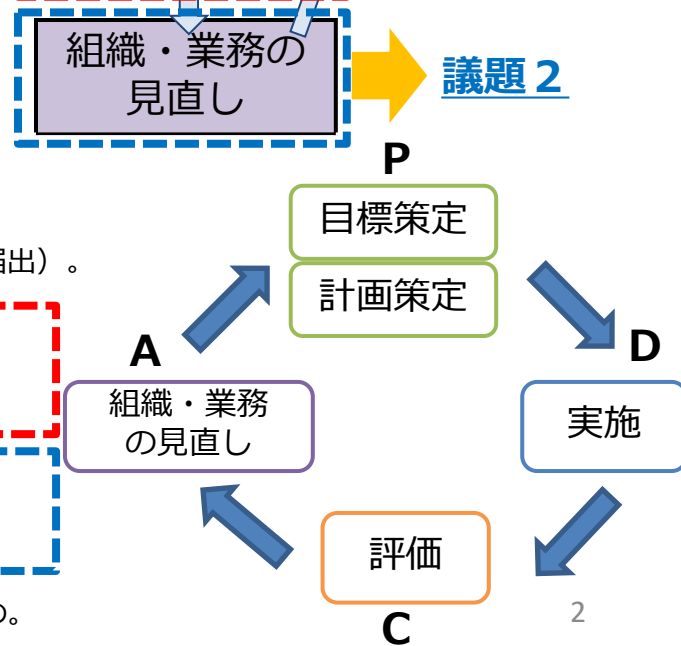 組織・業務の
見直し
議題２
P
目標策定
計画策定
届出）。
A
D
組織・業務
の見直し
実施
評価
C
の。
2